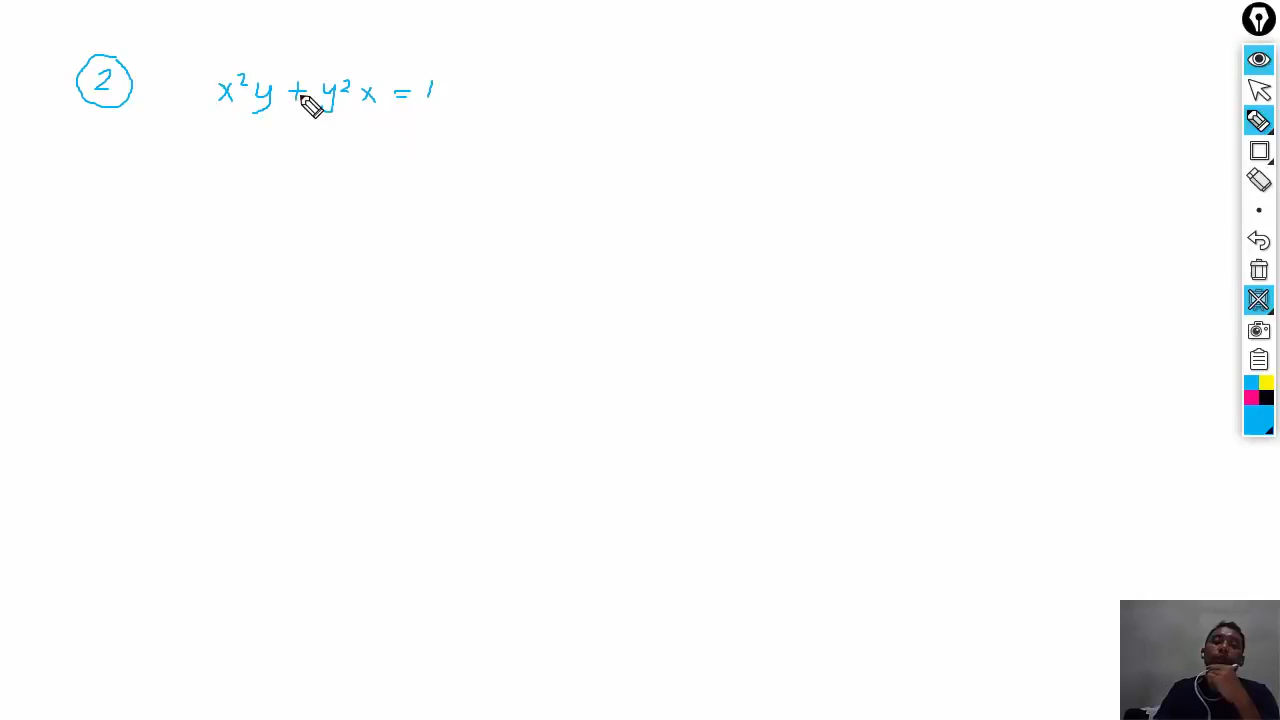 2 x²y + y²x = 1